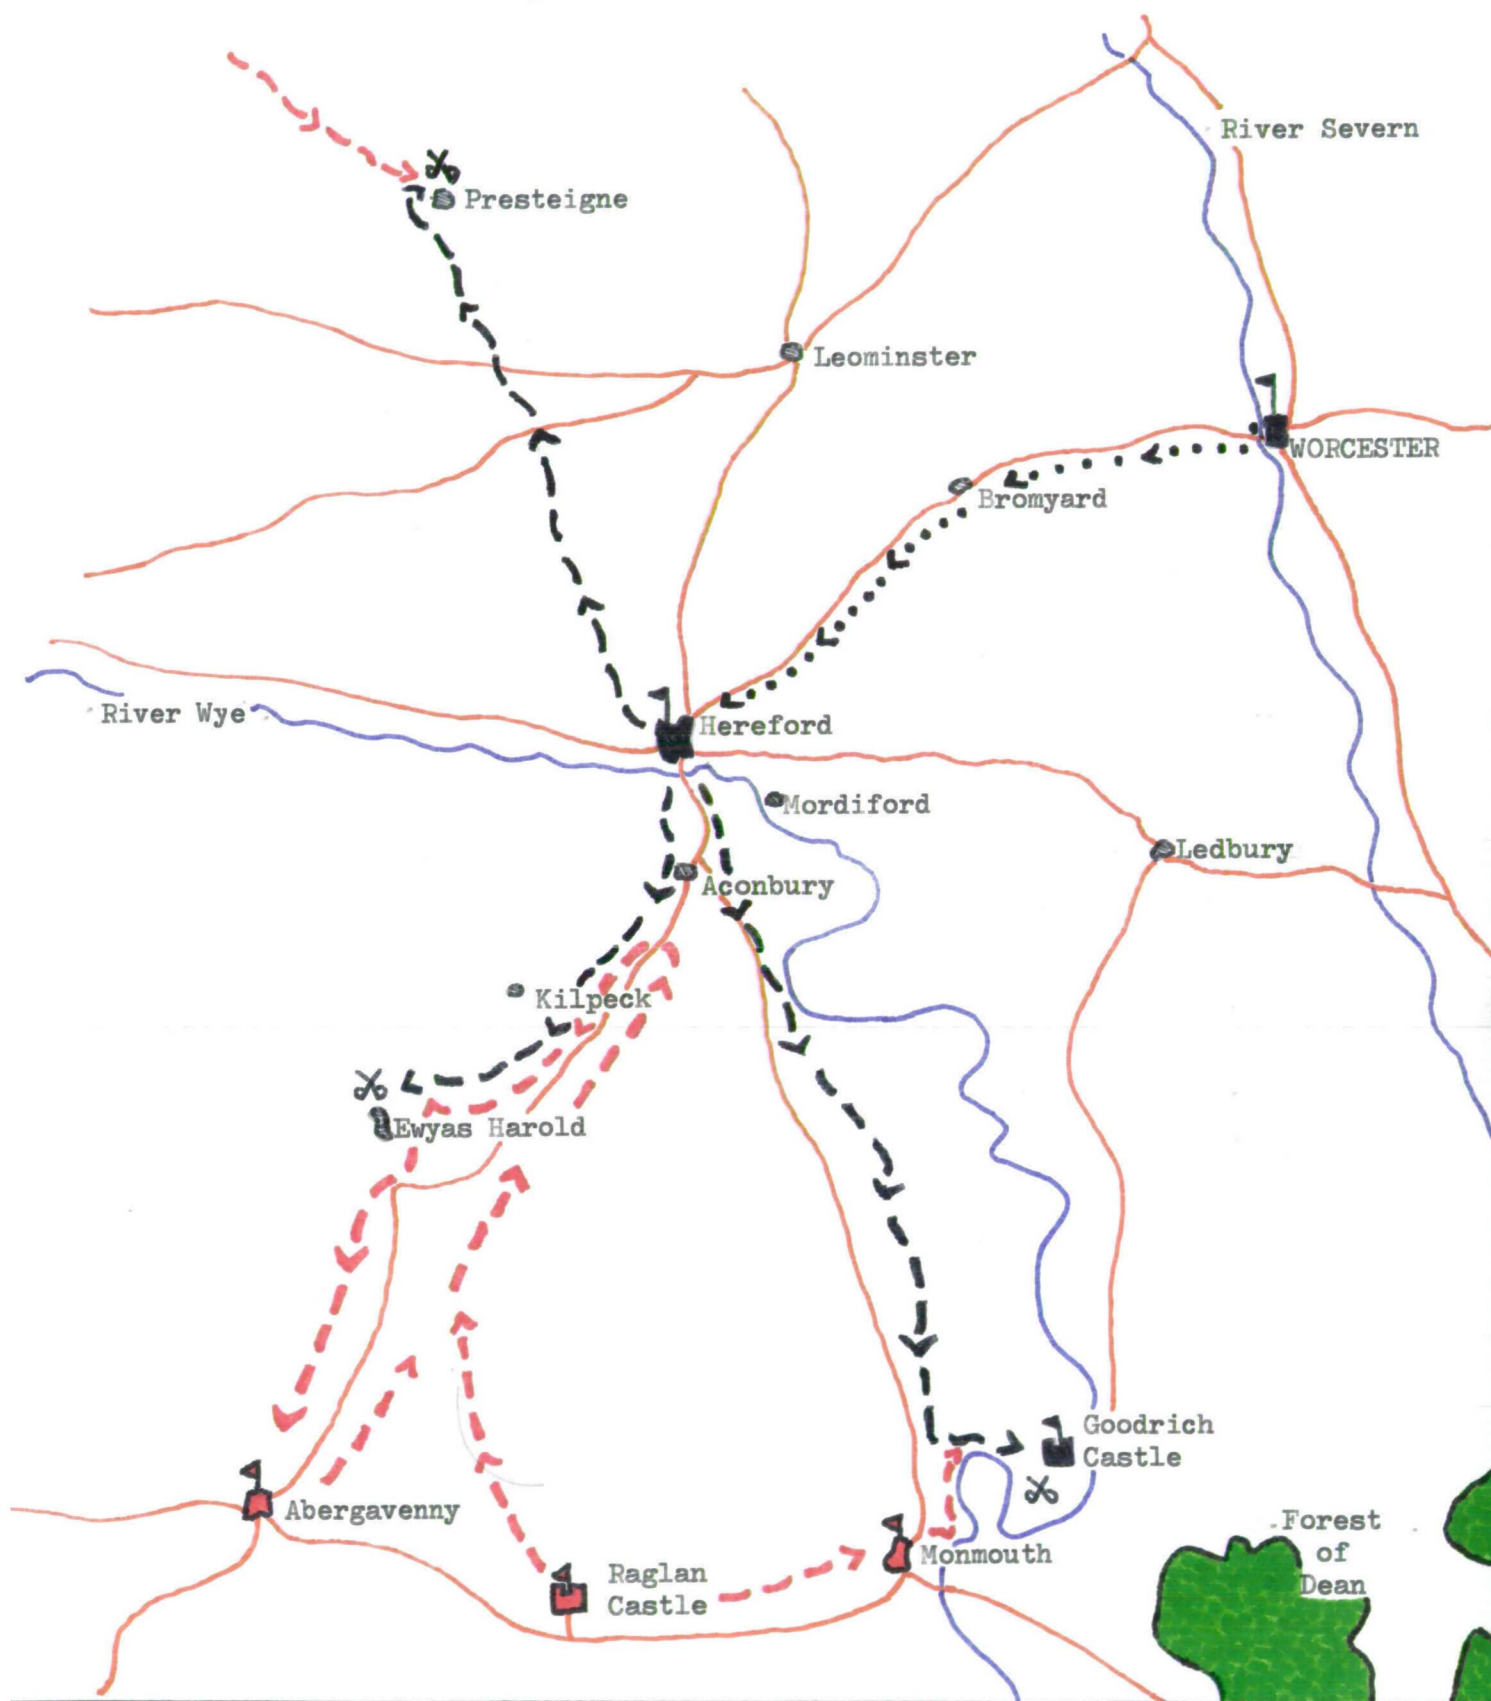 River Severn
Presteigne
Leominster
WORCESTER
Bromyard
River Wye
Hereford
Mordiford
Ledbury
Aconbury
Kilpeck
Ewyas Harold
Goodrich
Castle
Abergavenny
Forest
of
Dean
Monmouth
Raglan
Castle